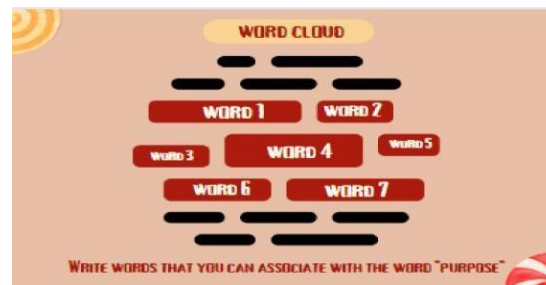 WORD CLOUD
WORD 1 WORD 2
WORD 3 WORD 4 WORD 5
WORD 6 WORD 7
WRITE WORDS THAT YOU CAN ASSOCIATE WITH THE WORD "PURPOSE"